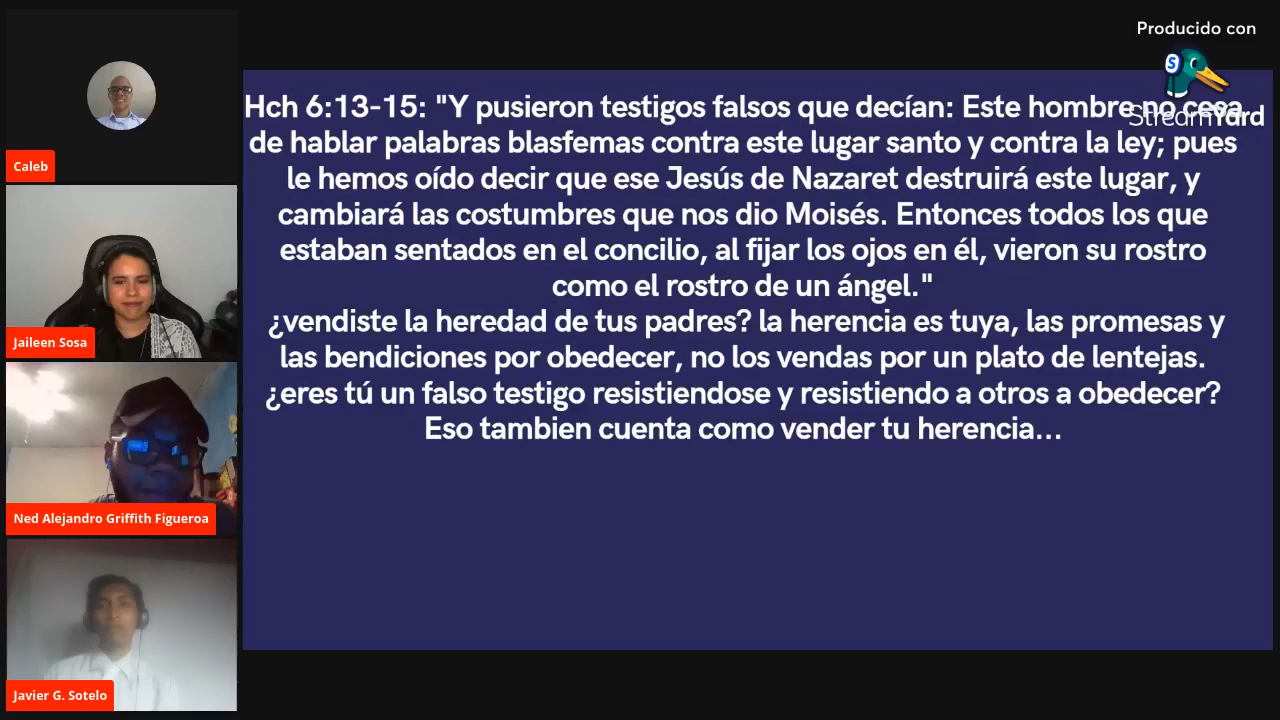 Producido con
S
StreamYard
Hch 6:13-15: "Y pusieron testigos falsos que decían: Este hombre no cesa
de hablar palabras blasfemas contra este lugar santo y contra la ley; pues
le hemos oído decir que ese Jesús de Nazaret destruirá este lugar, y
cambiará las costumbres que nos dio Moisés. Entonces todos los que
estaban sentados en el concilio, al fijar los ojos en él, vieron su rostro
como el rostro de un ángel."
¿vendiste la heredad de tus padres? la herencia es tuya, las promesas y
las bendiciones por obedecer, no los vendas por un plato de lentejas.
¿eres tú un falso testigo resistiendose y resistiendo a otros a obedecer?
Eso tambien cuenta como vender tu herencia...
Caleb
Jaileen Sosa
Ned Alejandro Griffith Figueroa
Javier G. Sotelo